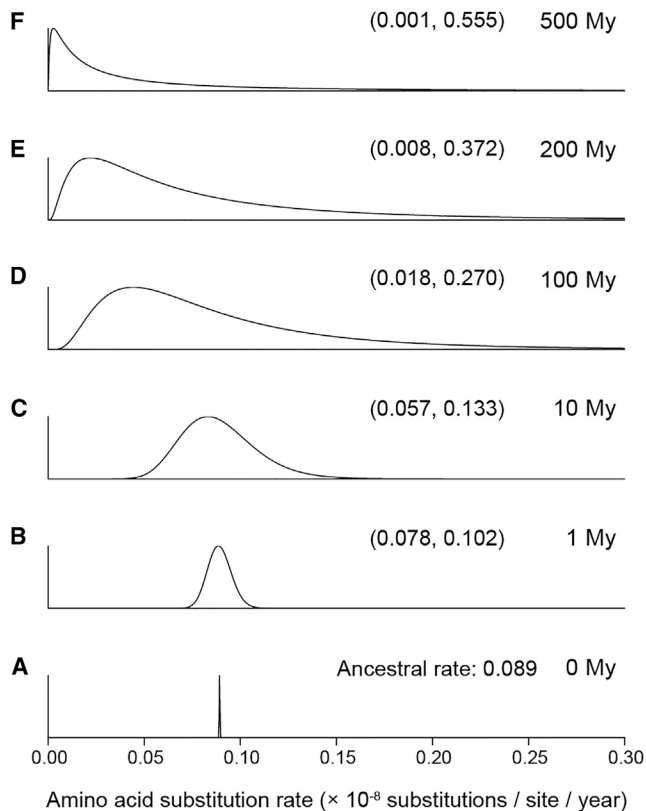 F (0.001, 0.555) 500 My
E (0.008, 0.372) 200 My
D (0.018, 0.270) 100 My
C (0.057, 0.133) 10 My
B (0.078, 0.102) 1 My
A Ancestral rate: 0.089 0 My
0.00 0.05 0.10 0.15 0.20 0.25 0.30
Amino acid substitution rate (× 10⁻⁸ substitutions / site / year)